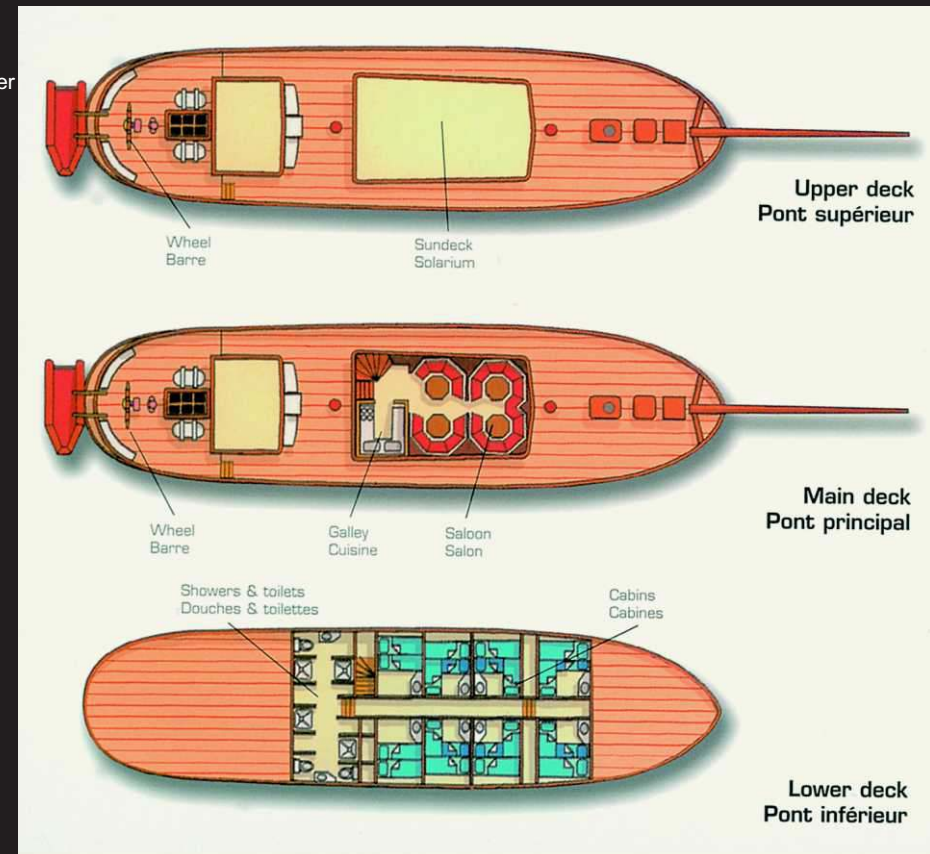 er
Upper deck
Pont supérieur
Wheel
Barre
Sundeck
Solarium
Main deck
Pont principal
Wheel
Barre
Galley
Cuisine
Saloon
Salon
Showers & toilets
Douches & toilettes
Cabins
Cabines
Lower deck
Pont inférieur